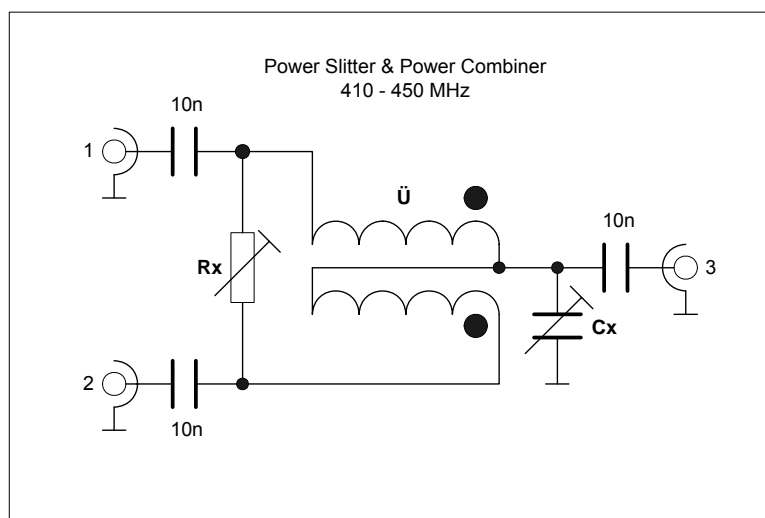 Power Slitter & Power Combiner
410 - 450 MHz
10n
1
Ü
10n
Rx
3
Cx
2
10n